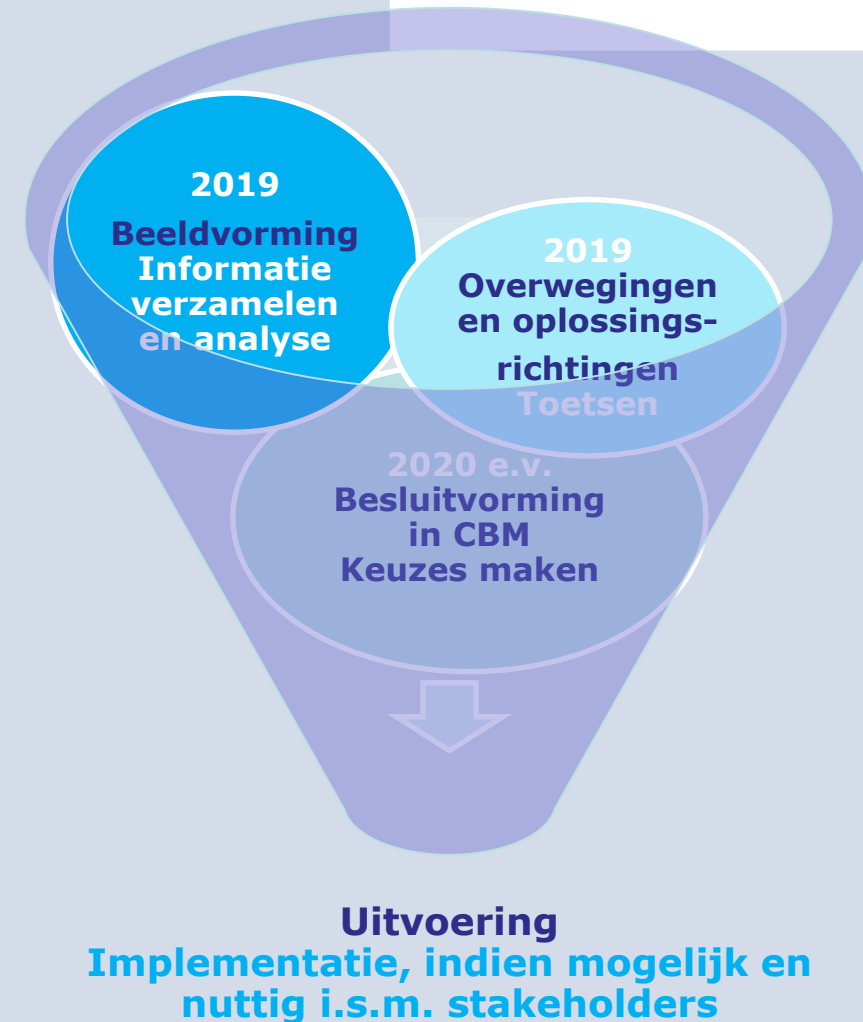 2019
Beeldvorming
Informatie
verzamelen
en analyse
2019
Overwegingen
en oplossings-
richtingen
Toetsen
2020 e.v.
Besluitvorming
in CBM
Keuzes maken
Uitvoering
Implementatie, indien mogelijk en
nuttig i.s.m. stakeholders